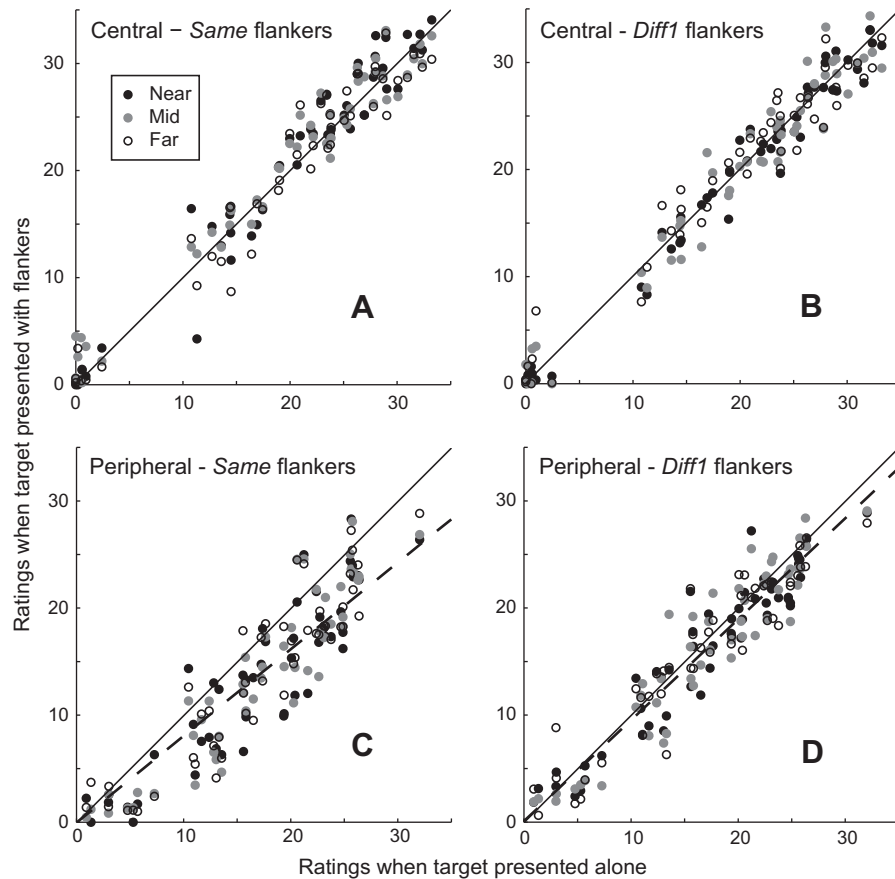 Central – Same flankers
Near
Mid
Far
30
20
10
0
0
10
20
30
A
Central - Diff1 flankers
30
20
10
0
0
10
20
30
B
Peripheral - Same flankers
30
20
10
0
0
10
20
30
C
Peripheral - Diff1 flankers
30
20
10
0
0
10
20
30
D
Ratings when target presented with flankers
Ratings when target presented alone